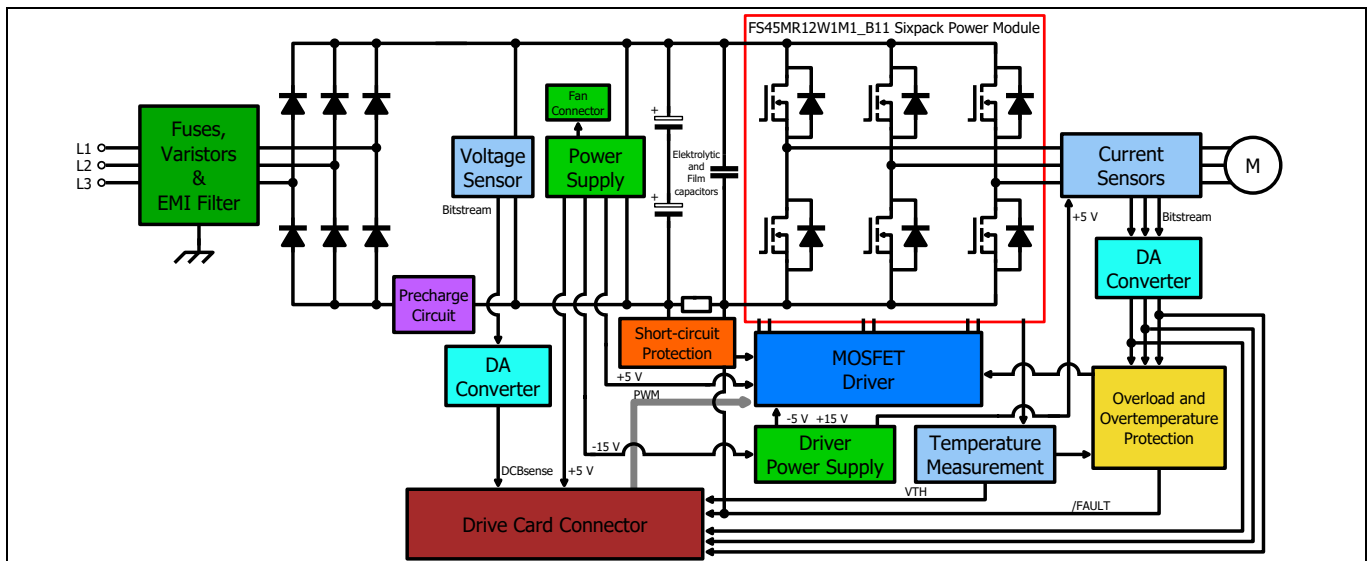 FS45MR12W1M1_B11 Sixpack Power Module
Fuses,
Varistors
&
EMI Filter
L1
L2
L3
Voltage
Sensor
Bitstream
Fan
Connector
Power
Supply
+
+
Elektrolytic
and
Film
capacitors
Current
Sensors
M
+5 V
Bitstream
DA
Converter
Precharge
Circuit
Short-circuit
Protection
MOSFET
Driver
DA
Converter
+5 V
PWM
-5 V +15 V
Overload and
Overtemperature
Protection
-15 V
Driver
Power Supply
Temperature
Measurement
DCBsense
+5 V
VTH
/FAULT
Drive Card Connector